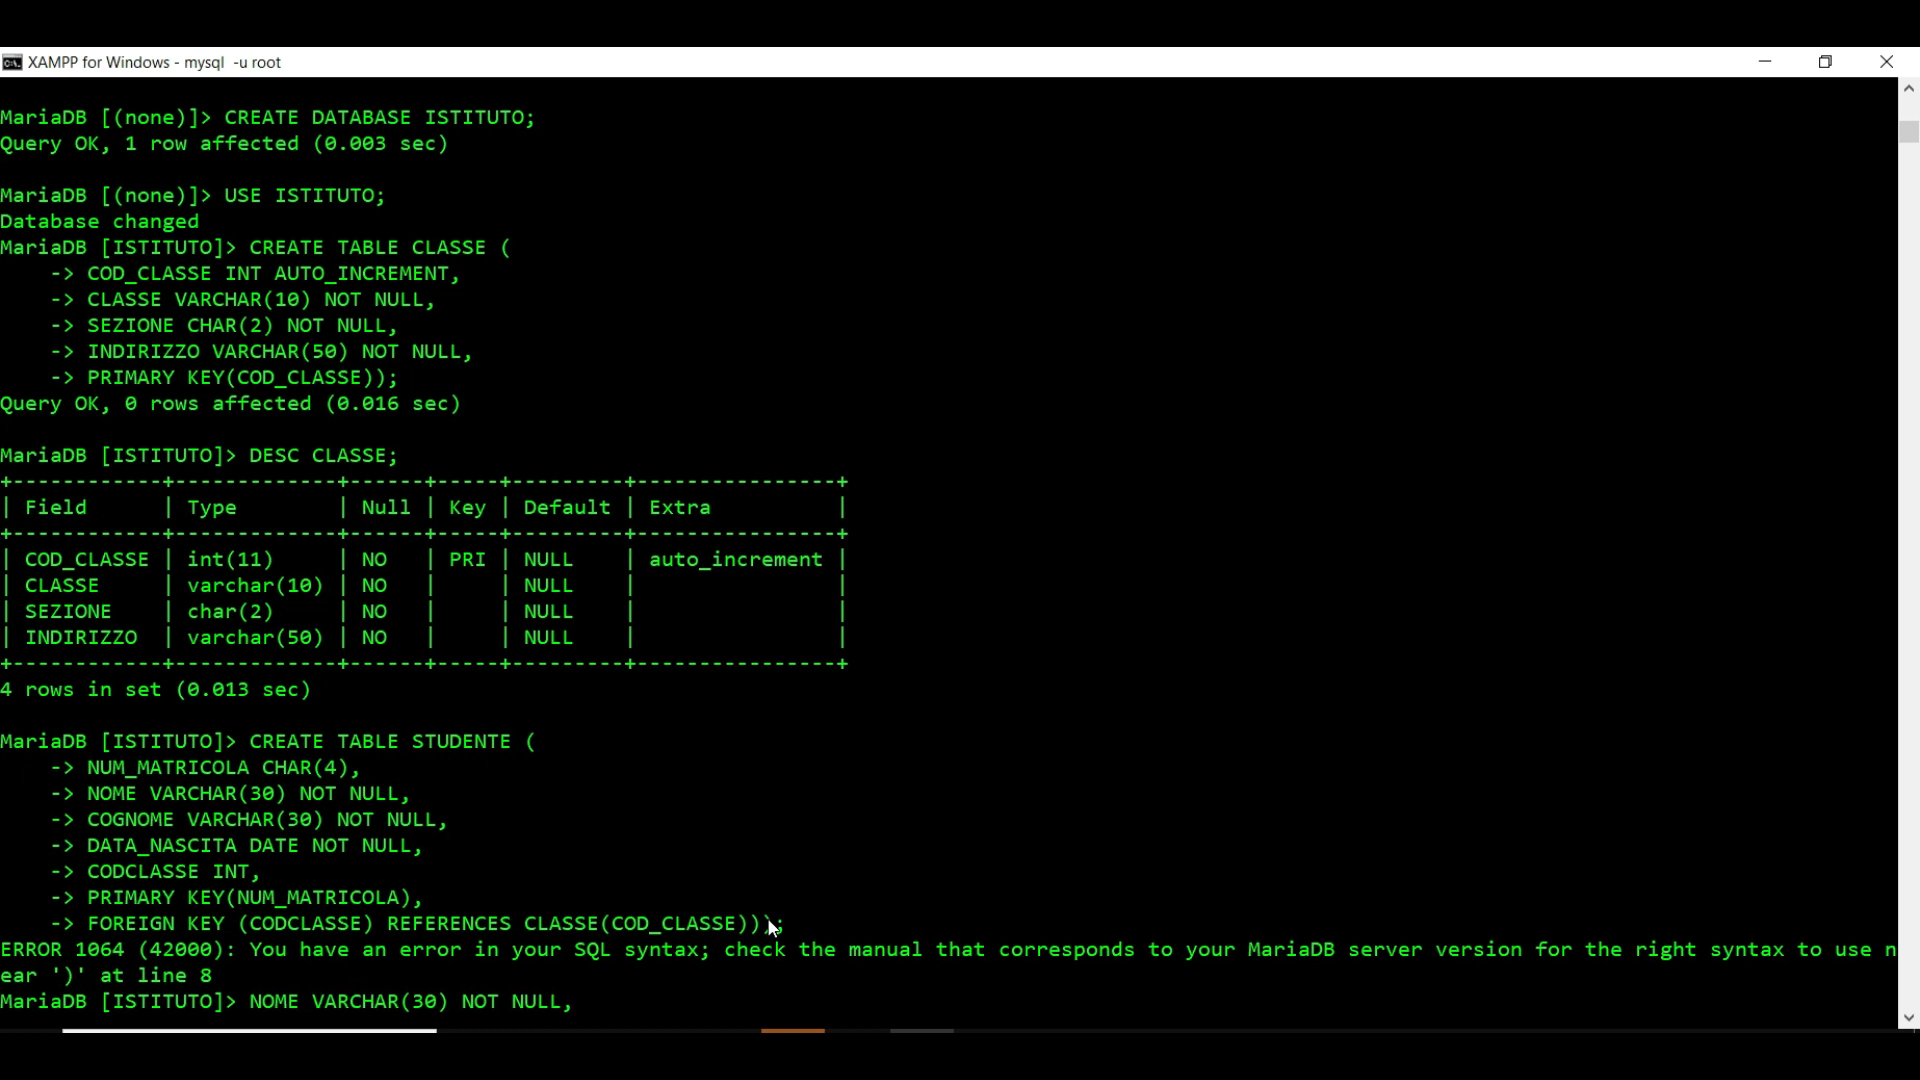 XAMPP for Windows - mysql  -u root
MariaDB [(none)]> CREATE DATABASE ISTITUTO;
Query OK, 1 row affected (0.003 sec)
MariaDB [(none)]> USE ISTITUTO;
Database changed
MariaDB [ISTITUTO]> CREATE TABLE CLASSE (
    -> COD_CLASSE INT AUTO_INCREMENT,
    -> CLASSE VARCHAR(10) NOT NULL,
    -> SEZIONE CHAR(2) NOT NULL,
    -> INDIRIZZO VARCHAR(50) NOT NULL,
    -> PRIMARY KEY(COD_CLASSE));
Query OK, 0 rows affected (0.016 sec)
MariaDB [ISTITUTO]> DESC CLASSE;
+------------+-------------+------+-----+---------+----------------+
| Field      | Type        | Null | Key | Default | Extra          |
+------------+-------------+------+-----+---------+----------------+
| COD_CLASSE | int(11)     | NO   | PRI | NULL    | auto_increment |
| CLASSE     | varchar(10) | NO   |     | NULL    |                |
| SEZIONE    | char(2)     | NO   |     | NULL    |                |
| INDIRIZZO  | varchar(50) | NO   |     | NULL    |                |
+------------+-------------+------+-----+---------+----------------+
4 rows in set (0.013 sec)
MariaDB [ISTITUTO]> CREATE TABLE STUDENTE (
    -> NUM_MATRICOLA CHAR(4),
    -> NOME VARCHAR(30) NOT NULL,
    -> COGNOME VARCHAR(30) NOT NULL,
    -> DATA_NASCITA DATE NOT NULL,
    -> CODCLASSE INT,
    -> PRIMARY KEY(NUM_MATRICOLA),
    -> FOREIGN KEY (CODCLASSE) REFERENCES CLASSE(COD_CLASSE)));
ERROR 1064 (42000): You have an error in your SQL syntax; check the manual that corresponds to your MariaDB server version for the right syntax to use n
ear ')' at line 8
MariaDB [ISTITUTO]> NOME VARCHAR(30) NOT NULL,